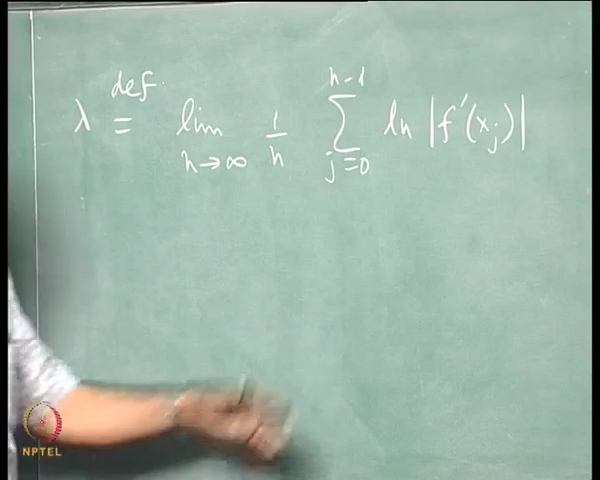 λ def. = lim n→∞ 1/n ∑ j=0 n-1 ln |f'(xⱼ)|
NPTEL